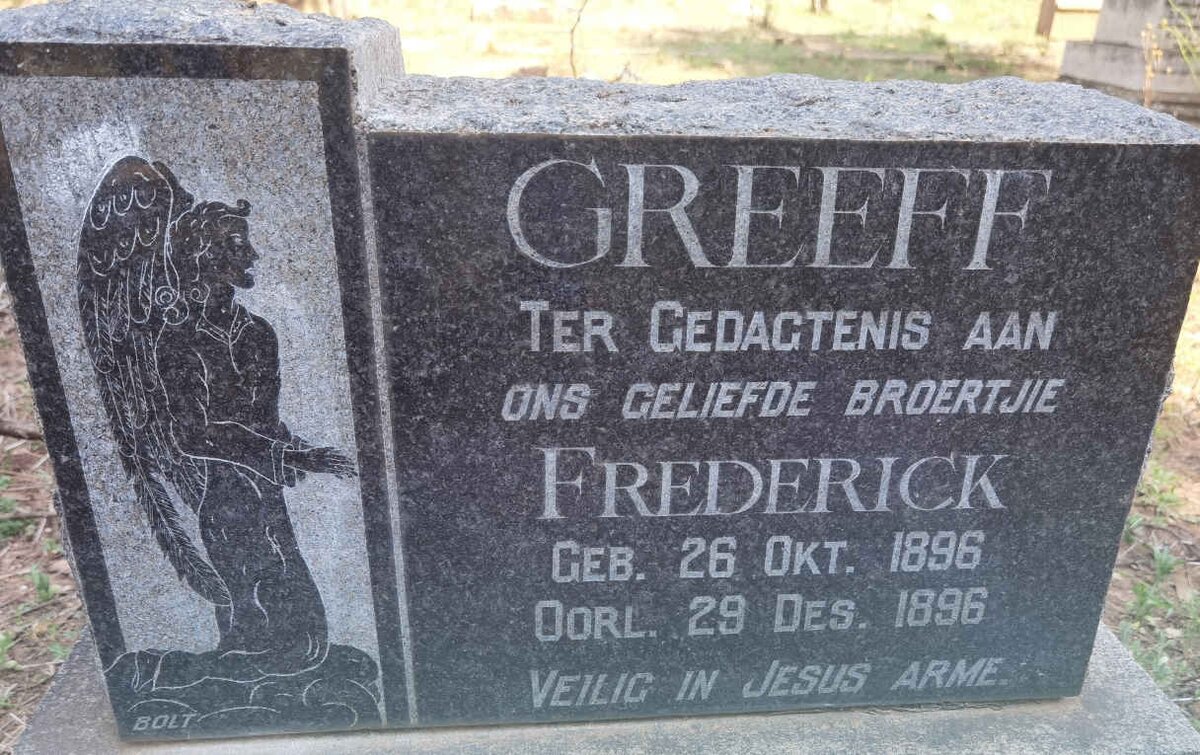 GREEFF
TER GEDAGTENIS AAN
ONS GELIEFDE BROERTJIE
FREDERICK
GEB. 26 OKT. 1896
OORL. 29 DES. 1896
VEILIG IN JESUS ARME.
BOLT